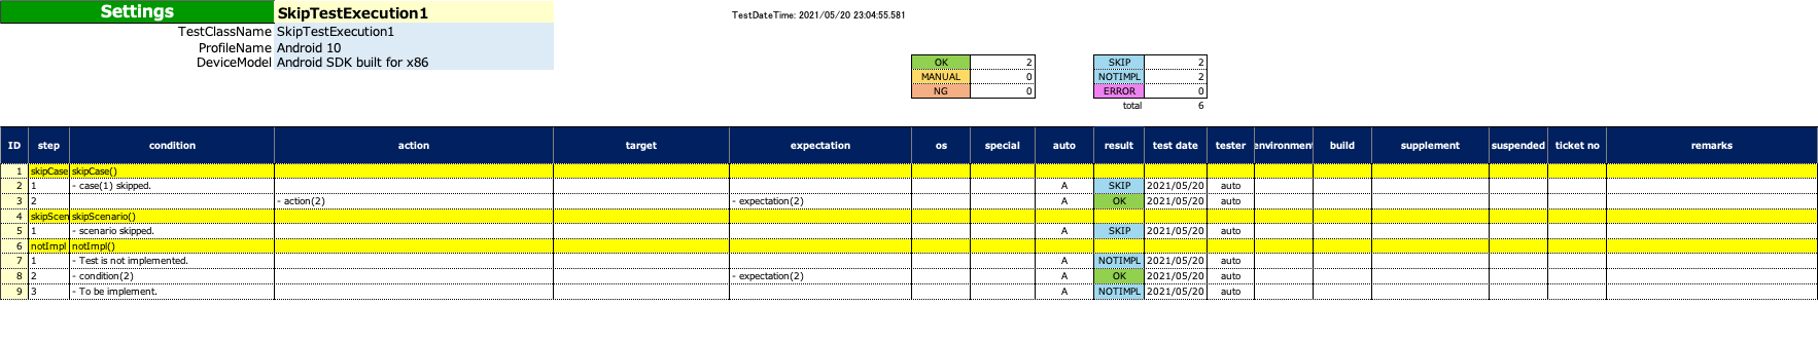 Settings SkipTestExecution1 TestDateTime: 2021/05/20 23:04:55.581
TestClassName SkipTestExecution1
ProfileName Android 10
DeviceModel Android SDK built for x86
OK 2 SKIP 2
MANUAL 0 NOTIMPL 2
NG 0 ERROR 0
total 6
ID step condition action target expectation os special auto result test date tester environment build supplement suspended ticket no remarks
1 skipCase skipCase()
2 1 - case(1) skipped. A SKIP 2021/05/20 auto
3 2 - action(2) - expectation(2) A OK 2021/05/20 auto
4 skipScen skipScenario()
5 1 - scenario skipped. A SKIP 2021/05/20 auto
6 notImpl notImpl()
7 1 - Test is not implemented. A NOTIMPL 2021/05/20 auto
8 2 - condition(2) - expectation(2) A OK 2021/05/20 auto
9 3 - To be implement. A NOTIMPL 2021/05/20 auto